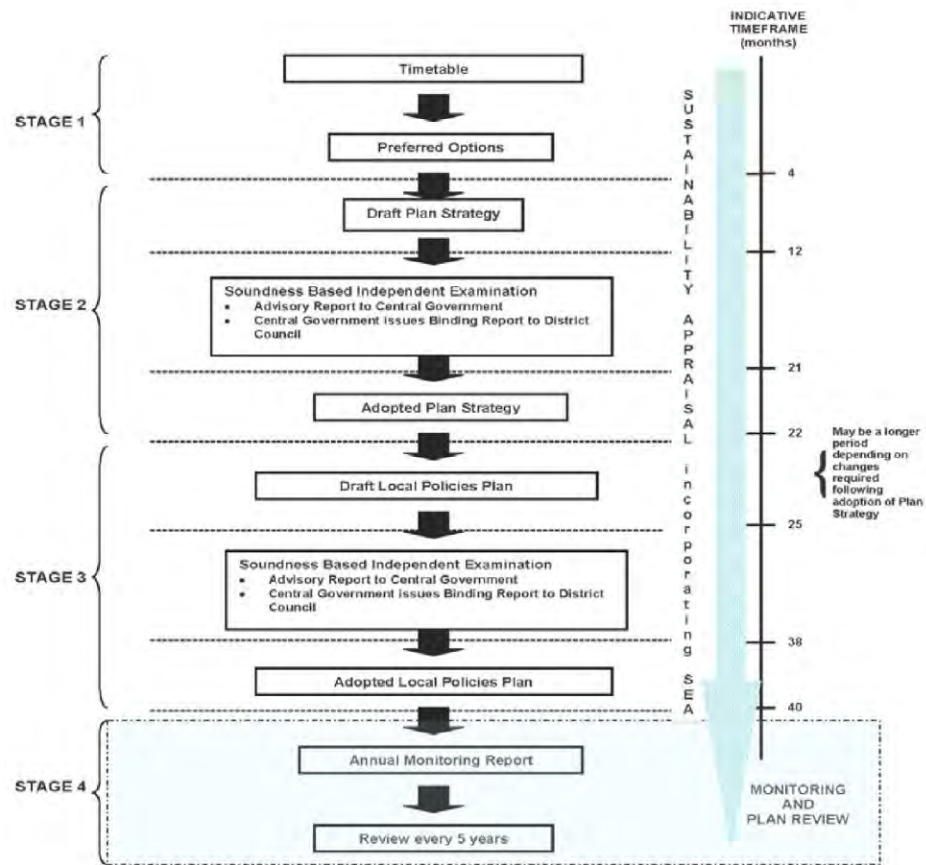 INDICATIVE
TIMEFRAME
(months)
STAGE 1
Timetable
Preferred Options
4
STAGE 2
Draft Plan Strategy
12
Soundness Based Independent Examination
• Advisory Report to Central Government
• Central Government issues Binding Report to District
Council
21
Adopted Plan Strategy
22
May be a longer
period
depending on
changes
required
following
adoption of Plan
Strategy
STAGE 3
Draft Local Policies Plan
25
Soundness Based Independent Examination
• Advisory Report to Central Government
• Central Government issues Binding Report to District
Council
38
Adopted Local Policies Plan
40
SUSTAINABILITY APPRAISAL incorporating SEA
STAGE 4
Annual Monitoring Report
Review every 5 years
MONITORING
AND
PLAN REVIEW